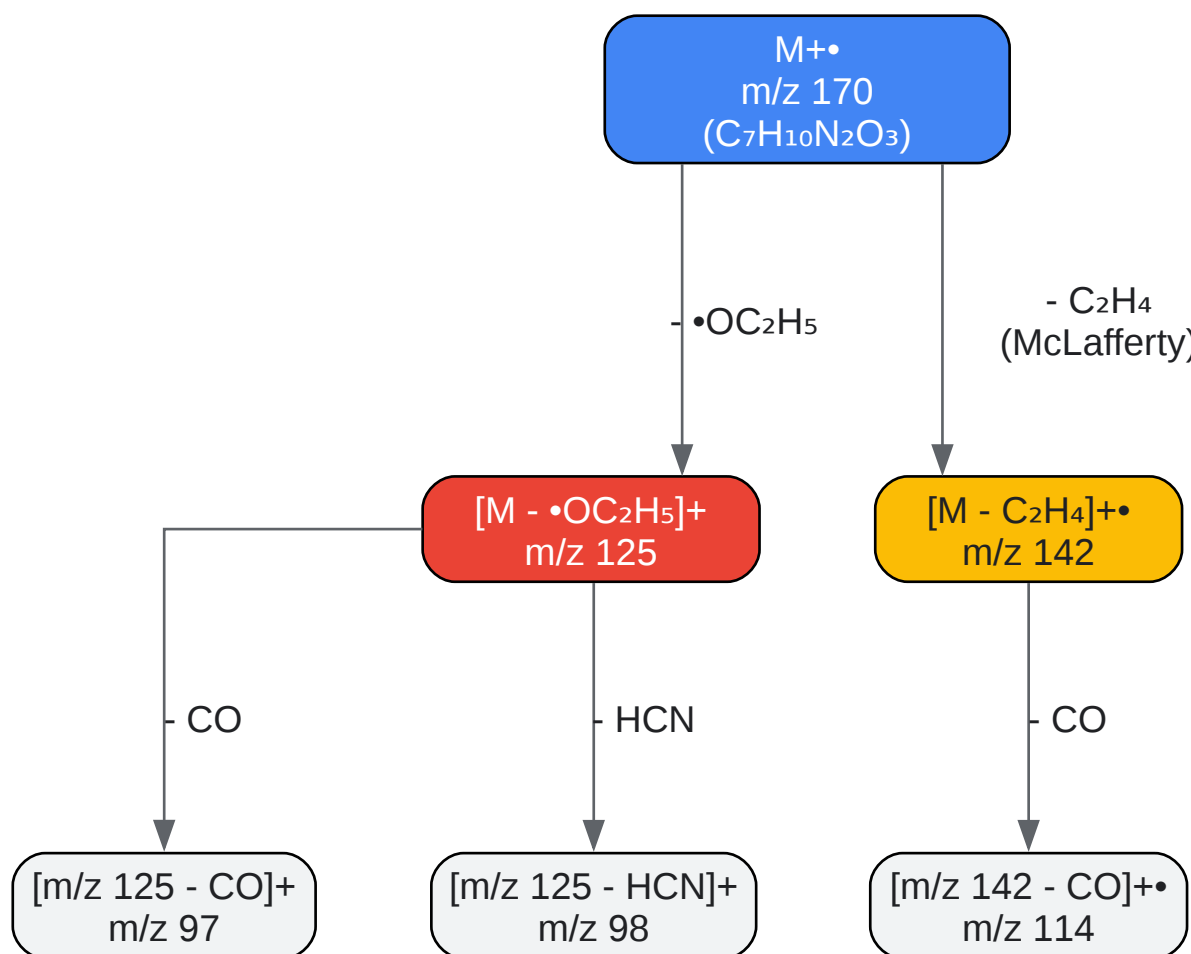 M+•
m/z 170
(C₇H₁₀N₂O₃)
- •OC₂H₅
- C₂H₄
(McLafferty)
[M - •OC₂H₅]+
m/z 125
[M - C₂H₄]+•
m/z 142
- CO
- HCN
- CO
[m/z 125 - CO]+
m/z 97
[m/z 125 - HCN]+
m/z 98
[m/z 142 - CO]+•
m/z 114